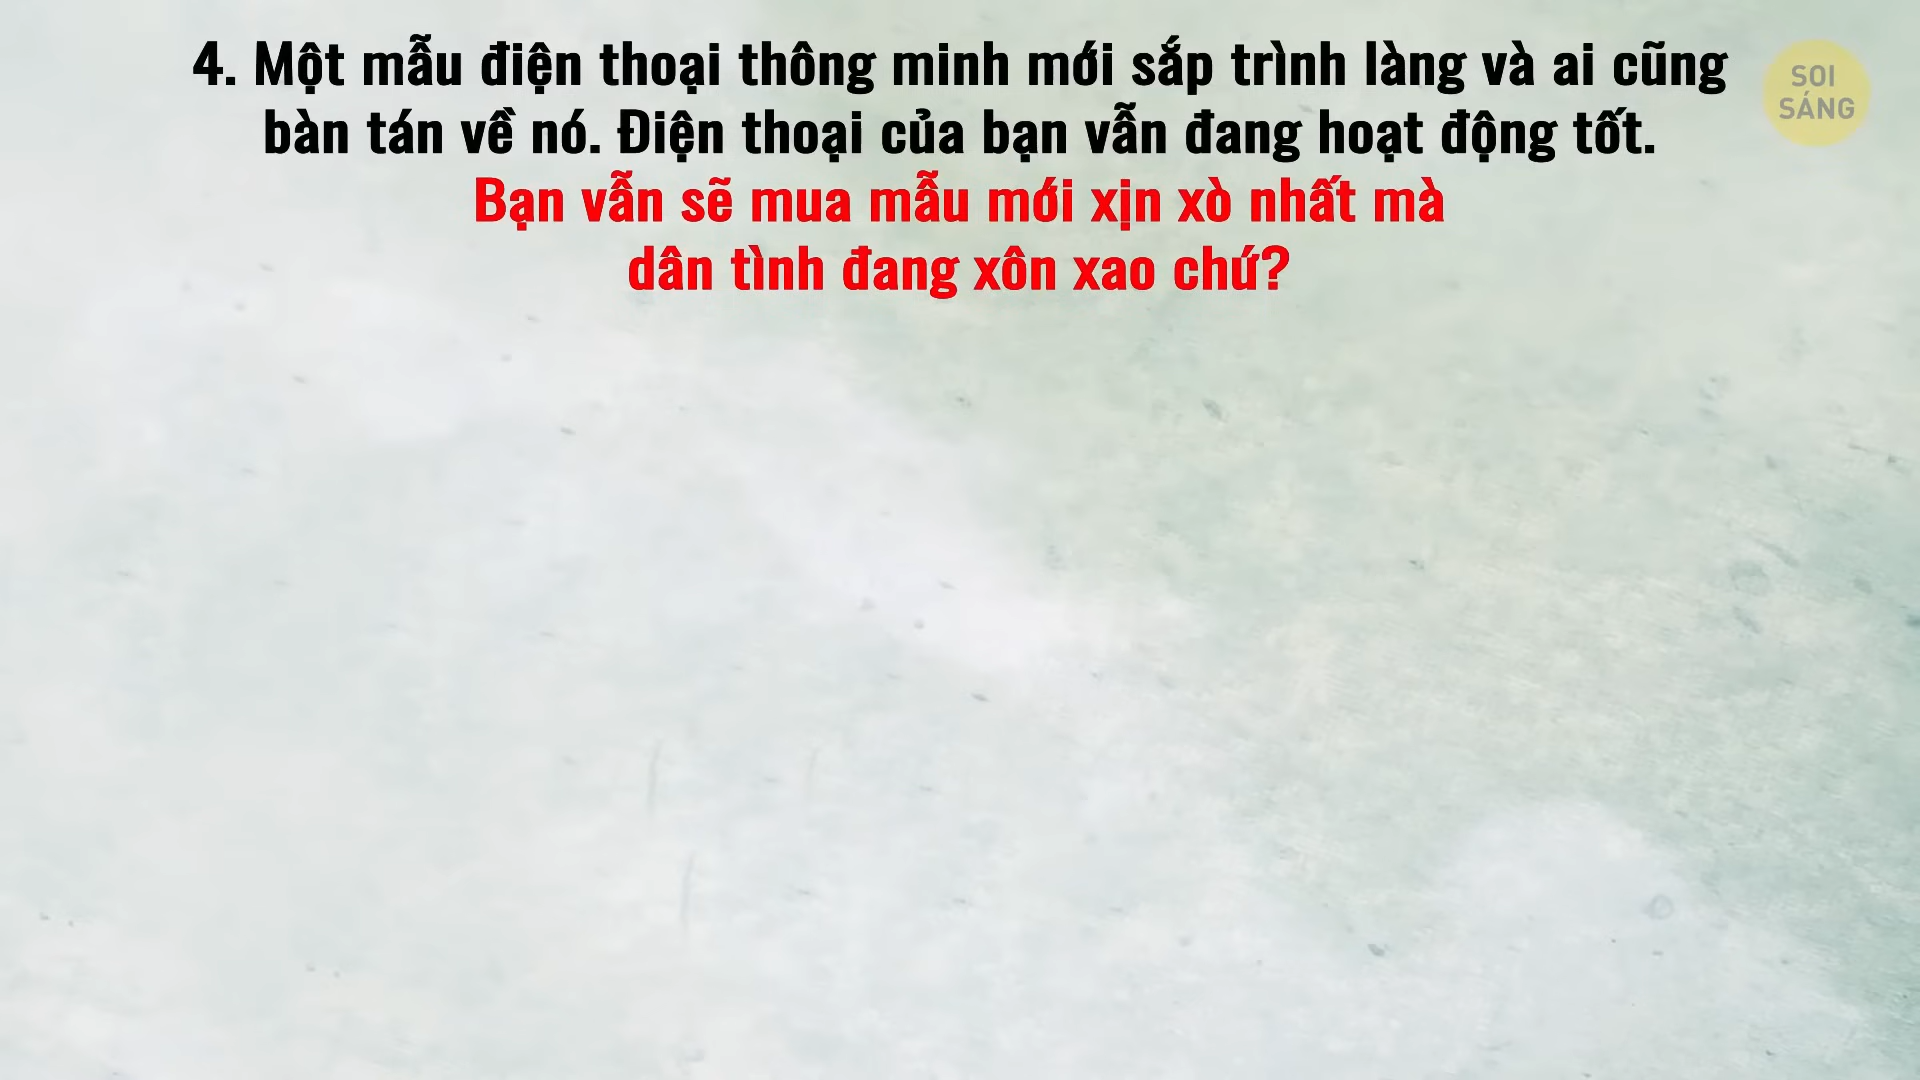 4. Một mẫu điện thoại thông minh mới sắp trình làng và ai cũng
bàn tán về nó. Điện thoại của bạn vẫn đang hoạt động tốt.
Bạn vẫn sẽ mua mẫu mới xịn xò nhất mà
dân tình đang xôn xao chứ?
SOI
SÁNG